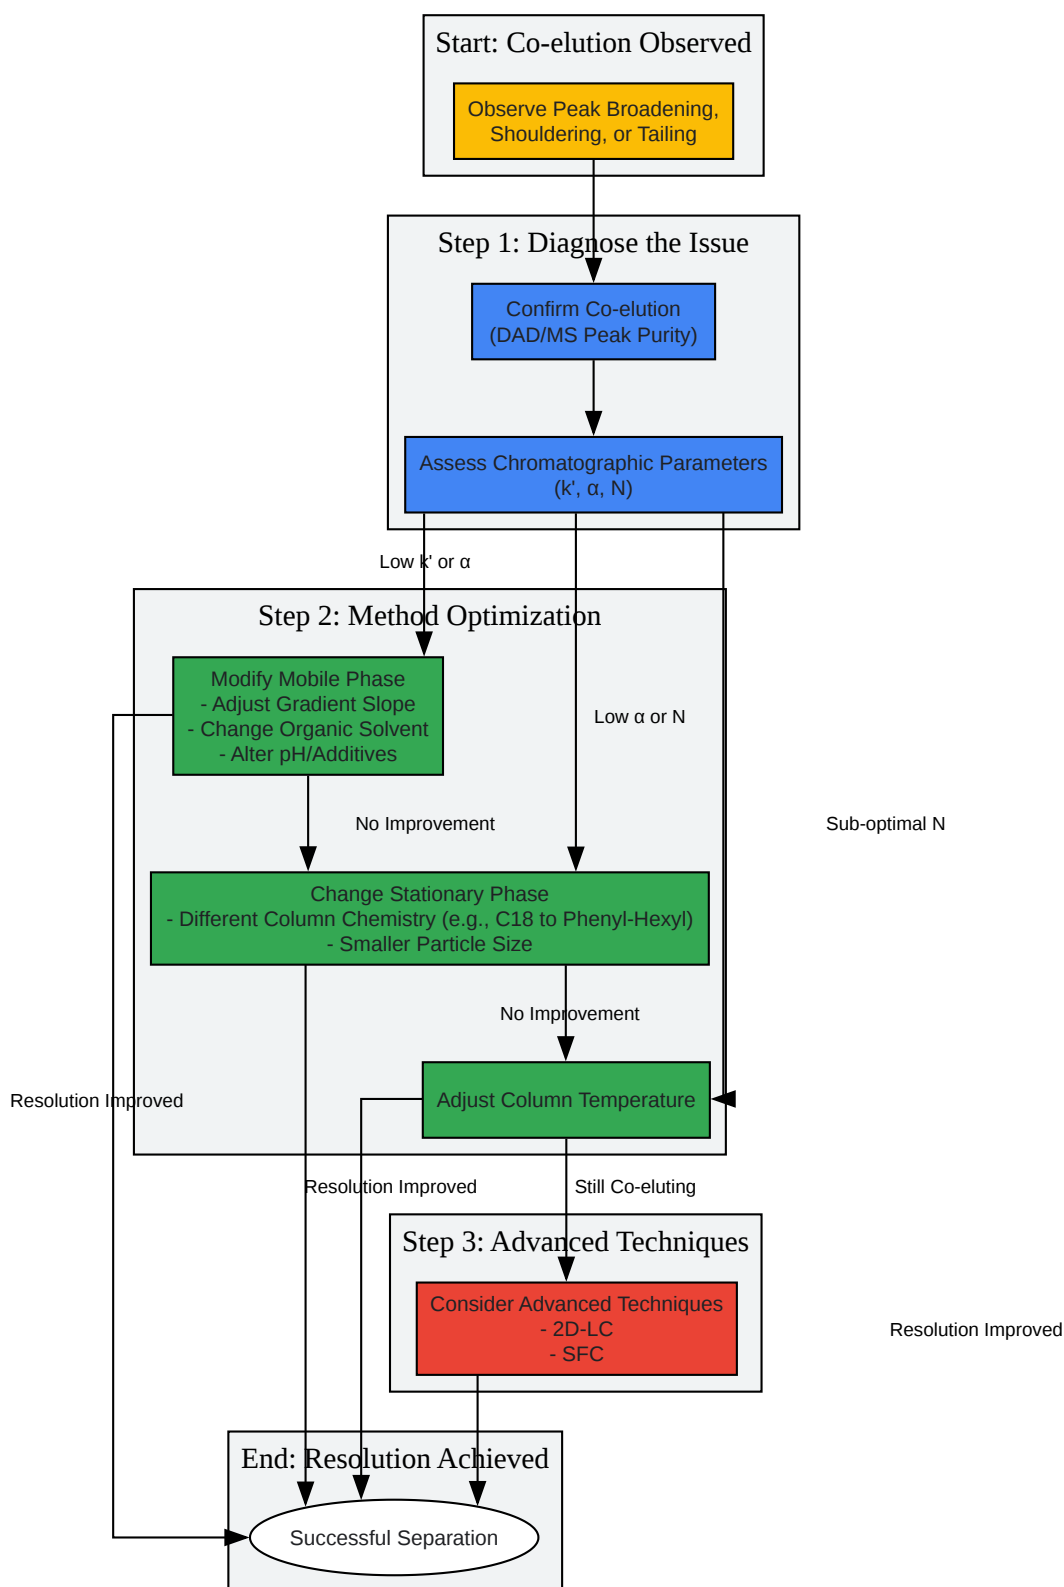 Start: Co-elution Observed
Observe Peak Broadening,
Shouldering, or Tailing
Step 1: Diagnose the Issue
Confirm Co-elution
(DAD/MS Peak Purity)
Assess Chromatographic Parameters
(k', α, N)
Low k' or α
Step 2: Method Optimization
Modify Mobile Phase
- Adjust Gradient Slope
- Change Organic Solvent
- Alter pH/Additives
Low α or N
No Improvement
Sub-optimal N
Change Stationary Phase
- Different Column Chemistry (e.g., C18 to Phenyl-Hexyl)
- Smaller Particle Size
No Improvement
Resolution Improved
Adjust Column Temperature
Resolution Improved
Still Co-eluting
Step 3: Advanced Techniques
Consider Advanced Techniques
- 2D-LC
- SFC
Resolution Improved
End: Resolution Achieved
Successful Separation